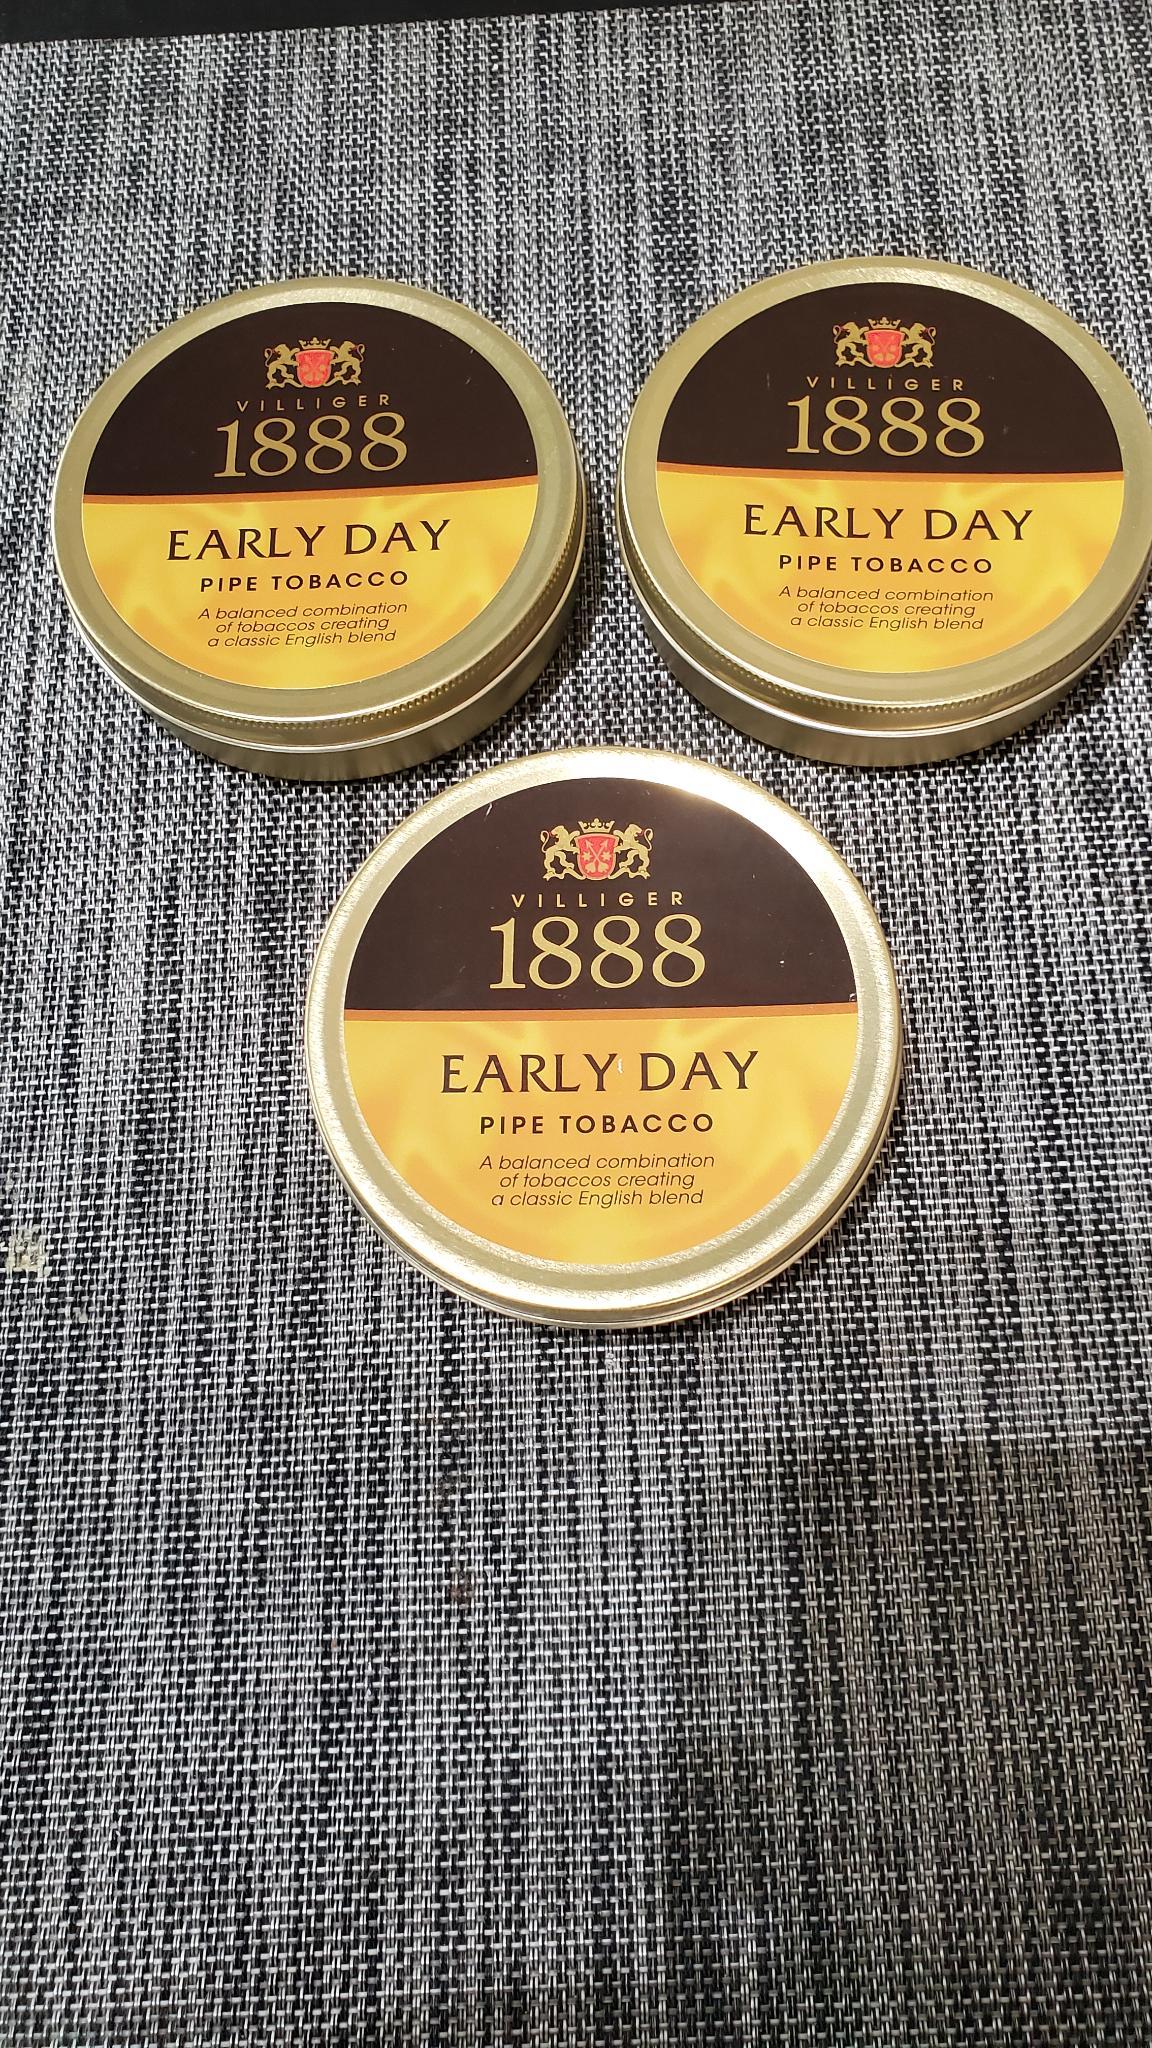 VILLIGER
1888
EARLY DAY
PIPE TOBACCO
A balanced combination
of tobaccos creating
a classic English blend
VILLIGER
1888
EARLY DAY
PIPE TOBACCO
A balanced combination
of tobaccos creating
a classic English blend
VILLIGER
1888
EARLY DAY
PIPE TOBACCO
A balanced combination
of tobaccos creating
a classic English blend